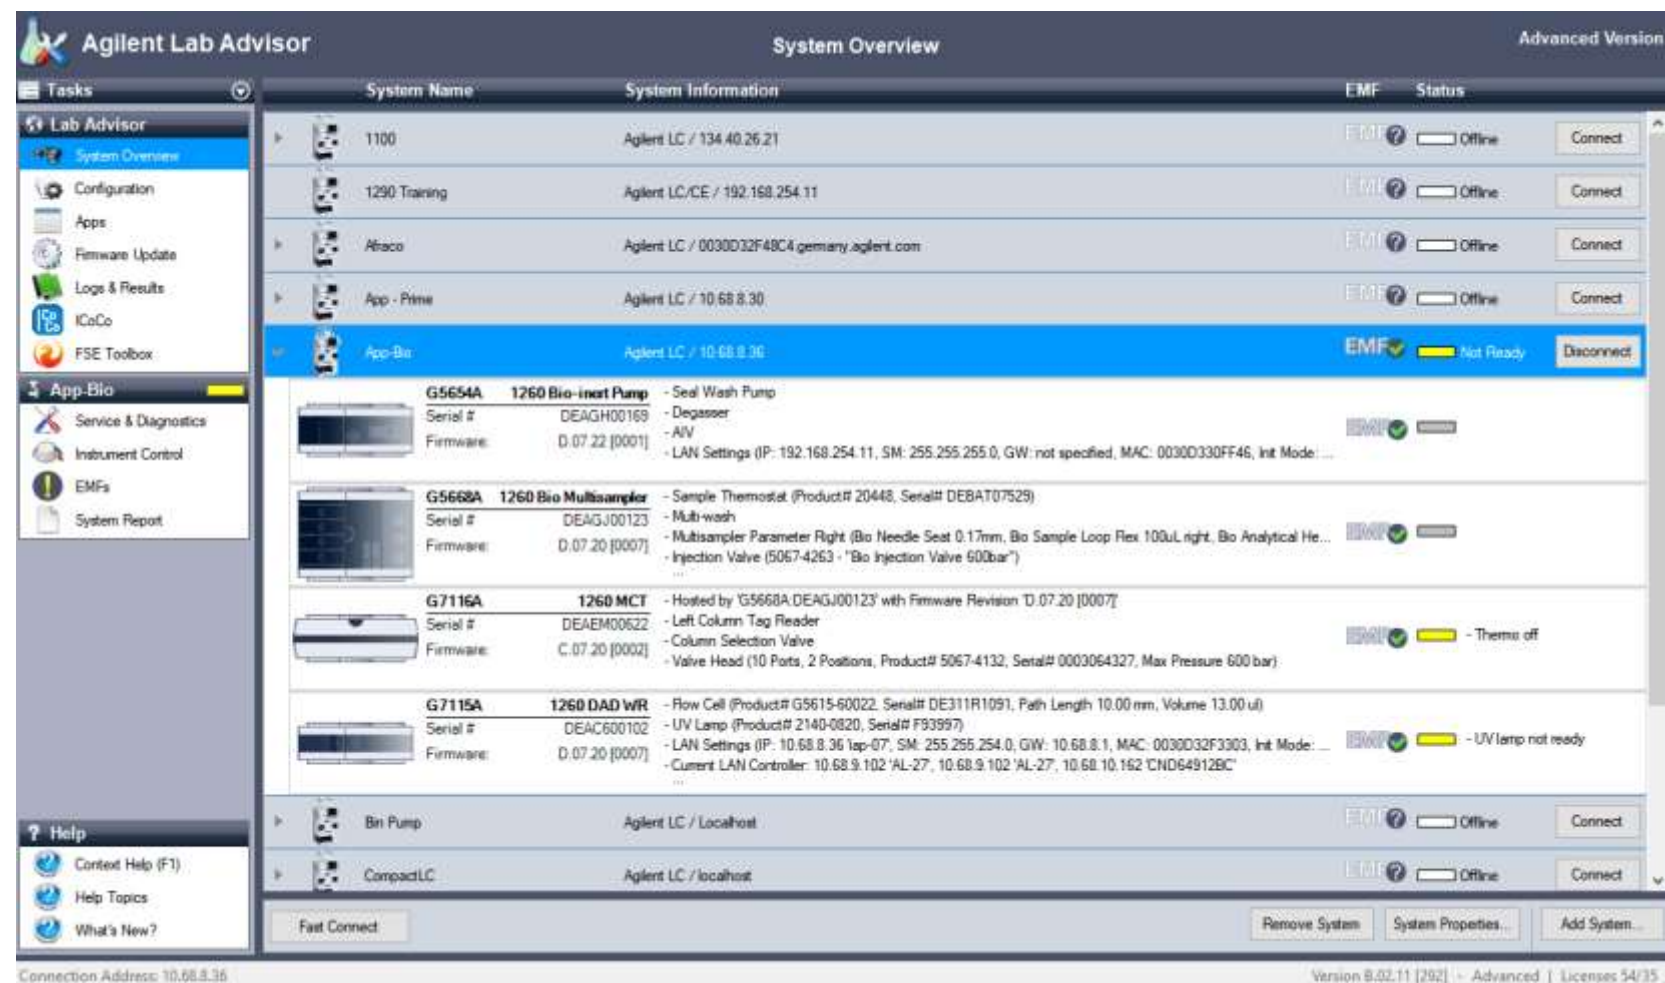 Agilent Lab Advisor
System Overview
Advanced Version
Tasks
System Name System Information EMF Status
Lab Advisor
System Overview
Configuration
Apps
Firmware Update
Logs & Results
ICoCo
FSE Toolbox
App-Bio
Service & Diagnostics
Instrument Control
EMFs
System Report
? Help
Context Help (F1)
Help Topics
What's New?
1100 Agilent LC / 134.40.26.21 EMF Offline Connect
1290 Training Agilent LC/CE / 192.168.254.11 EMF Offline Connect
Afraco Agilent LC / 0030D32F48C4.germany.agilent.com EMF Offline Connect
App - Prime Agilent LC / 10.68.8.30 EMF Offline Connect
App-Bio Agilent LC / 10.68.8.36 EMF Not Ready Disconnect
G5654A 1260 Bio-inert Pump - Seal Wash Pump
Serial # DEAGH00169 - Degasser
- AIV
Firmware: D.07.22 [0001] - LAN Settings (IP: 192.168.254.11, SM: 255.255.255.0, GW: not specified, MAC: 0030D330FF46, Init Mode: ...
EMF
G5668A 1260 Bio Multisampler - Sample Thermostat (Product# 20448, Serial# DEBAT07529)
Serial # DEAGJ00123 - Multi-wash
- Multisampler Parameter Right (Bio Needle Seat 0.17mm, Bio Sample Loop Flex 100uL right, Bio Analytical He...
Firmware: D.07.20 [0007] - Injection Valve (5067-4263 - "Bio Injection Valve 600bar")
...
EMF
G7116A 1260 MCT - Hosted by 'G5668A:DEAGJ00123' with Firmware Revision 'D.07.20 [0007]'
Serial # DEAEM00622 - Left Column Tag Reader
- Column Selection Valve
Firmware: C.07.20 [0002] - Valve Head (10 Ports, 2 Positions, Product# 5067-4132, Serial# 0003064327, Max Pressure 600 bar)
EMF - Thermo off
G7115A 1260 DAD WR - Flow Cell (Product# G5615-60022, Serial# DE311R1091, Path Length 10.00 mm, Volume 13.00 ul)
Serial # DEAC600102 - UV Lamp (Product# 2140-0820, Serial# F93997)
- LAN Settings (IP: 10.68.8.36 'lap-07', SM: 255.255.254.0, GW: 10.68.8.1, MAC: 0030D32F3303, Init Mode: ...
Firmware: D.07.20 [0007] - Current LAN Controller: 10.68.9.102 'AL-27', 10.68.9.102 'AL-27', 10.68.10.162 'CND64912BC'
...
EMF - UV lamp not ready
Bin Pump Agilent LC / Localhost EMF Offline Connect
CompactLC Agilent LC / localhost EMF Offline Connect
Fast Connect Remove System System Properties... Add System...
Connection Address: 10.68.8.36
Version B.02.11 [292] - Advanced | Licenses 54/35